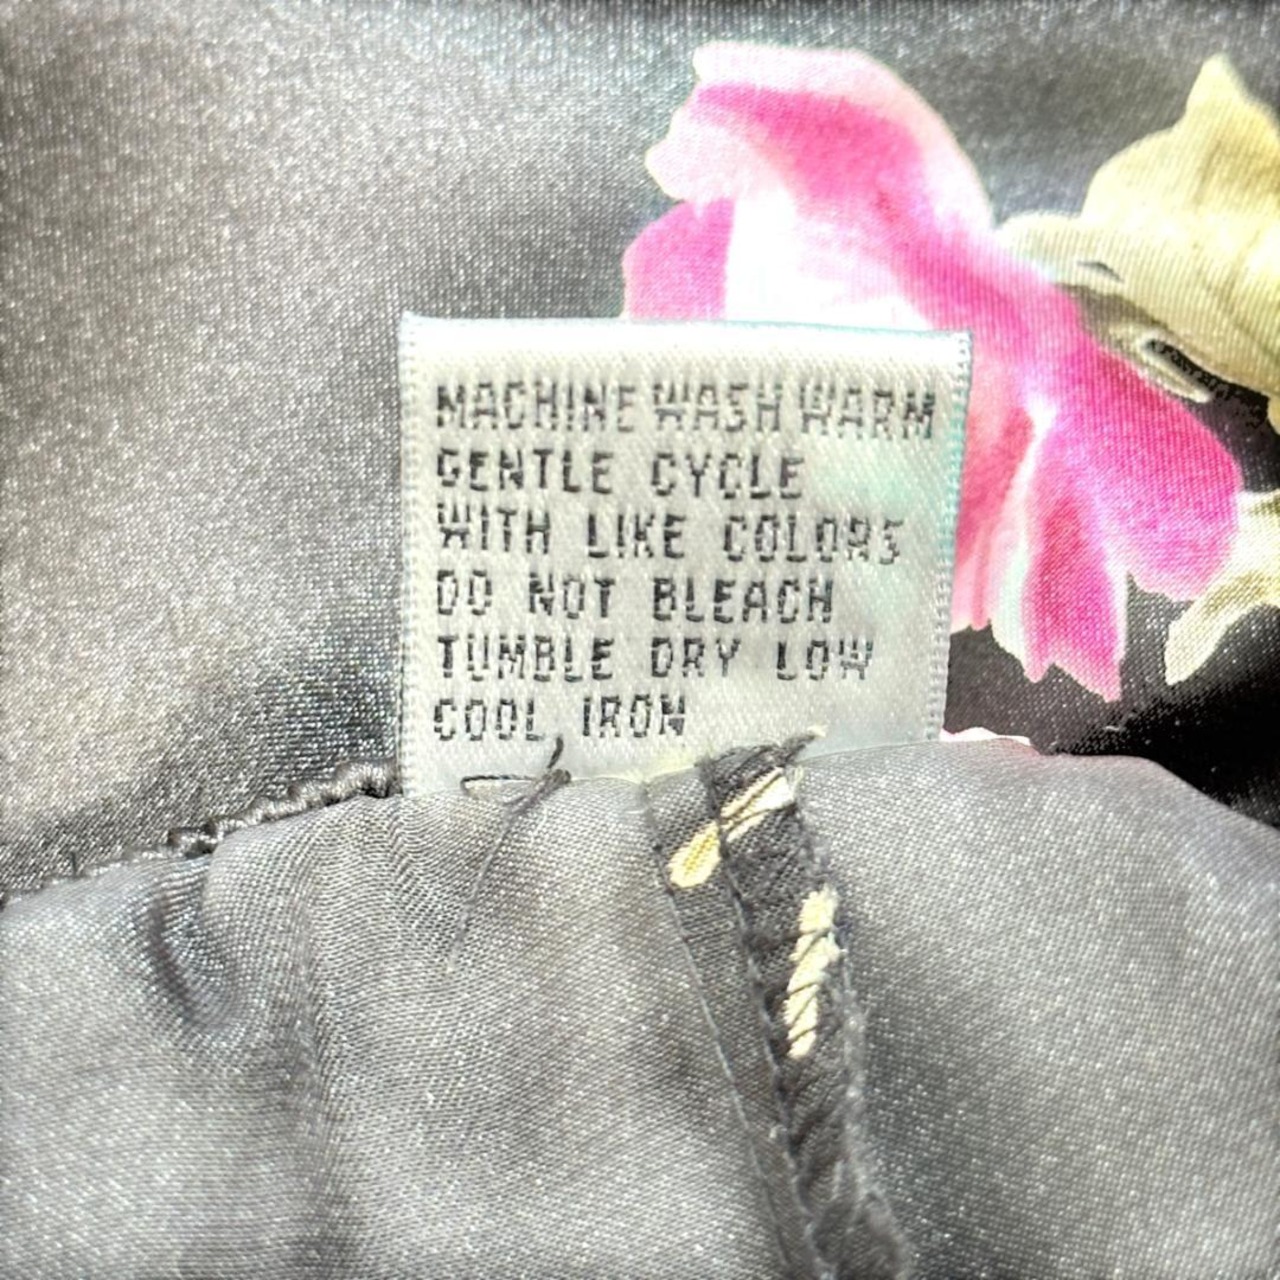 MACHINE WASH WARM
GENTLE CYCLE
WITH LIKE COLORS
DO NOT BLEACH
TUMBLE DRY LOW
COOL IRON